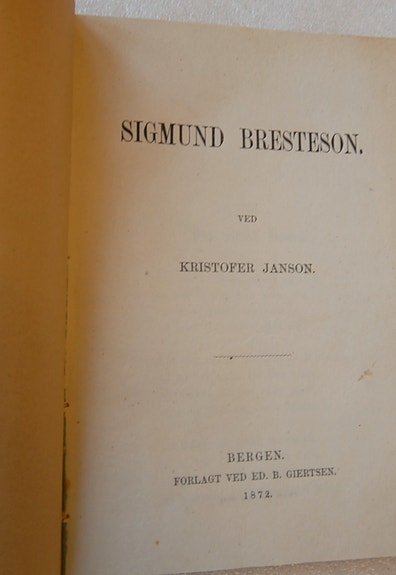 SIGMUND BRESTESON.
VED
KRISTOFER JANSON.
BERGEN.
FORLAGT VED ED. B. GIERTSEN.
1872.